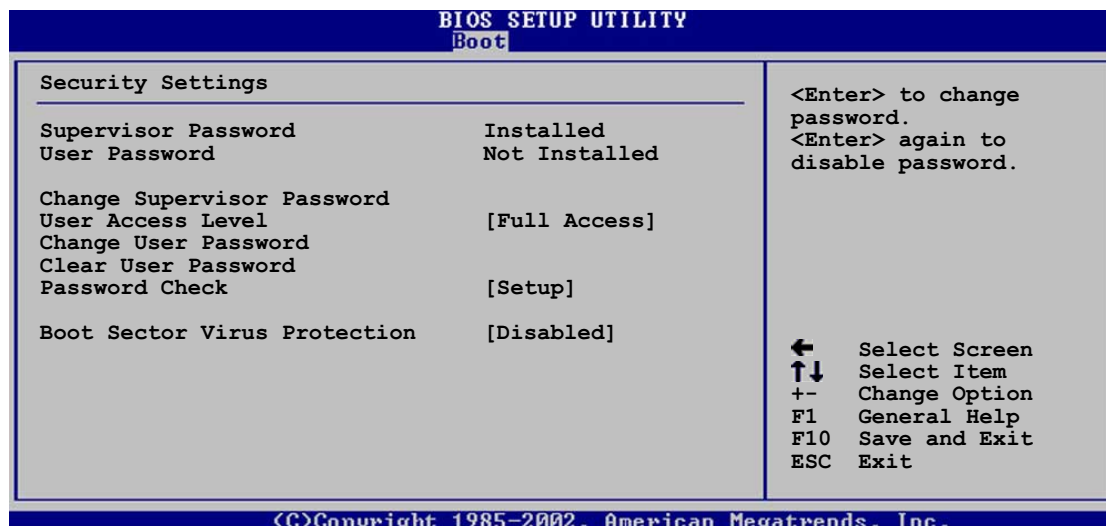 BIOS SETUP UTILITY
Boot
Security Settings
Supervisor Password Installed
User Password Not Installed
Change Supervisor Password
User Access Level [Full Access]
Change User Password
Clear User Password
Password Check [Setup]
Boot Sector Virus Protection [Disabled]
<Enter> to change
password.
<Enter> again to
disable password.
← Select Screen
↑↓ Select Item
+- Change Option
F1 General Help
F10 Save and Exit
ESC Exit
(C)Copyright 1985-2002, American Megatrends, Inc.